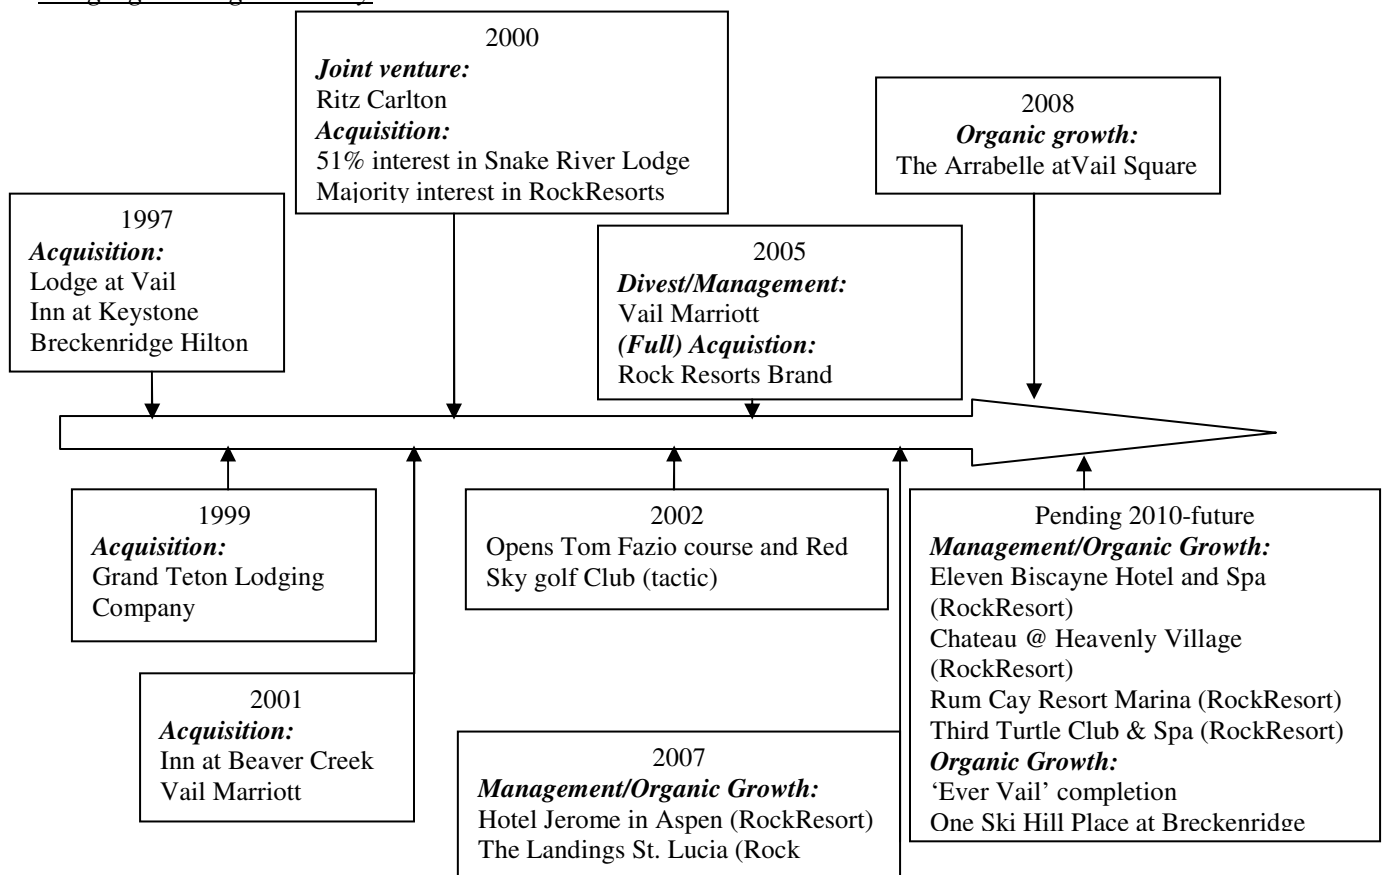 2000
Joint venture:
Ritz Carlton
Acquisition:
51% interest in Snake River Lodge
Majority interest in RockResorts
2008
Organic growth:
The Arrabelle atVail Square
1997
Acquisition:
Lodge at Vail
Inn at Keystone
Breckenridge Hilton
2005
Divest/Management:
Vail Marriott
(Full) Acquistion:
Rock Resorts Brand
1999
Acquisition:
Grand Teton Lodging
Company
2002
Opens Tom Fazio course and Red
Sky golf Club (tactic)
Pending 2010-future
Management/Organic Growth:
Eleven Biscayne Hotel and Spa
(RockResort)
Chateau @ Heavenly Village
(RockResort)
Rum Cay Resort Marina (RockResort)
Third Turtle Club & Spa (RockResort)
Organic Growth:
‘Ever Vail’ completion
One Ski Hill Place at Breckenridge
2001
Acquisition:
Inn at Beaver Creek
Vail Marriott
2007
Management/Organic Growth:
Hotel Jerome in Aspen (RockResort)
The Landings St. Lucia (Rock